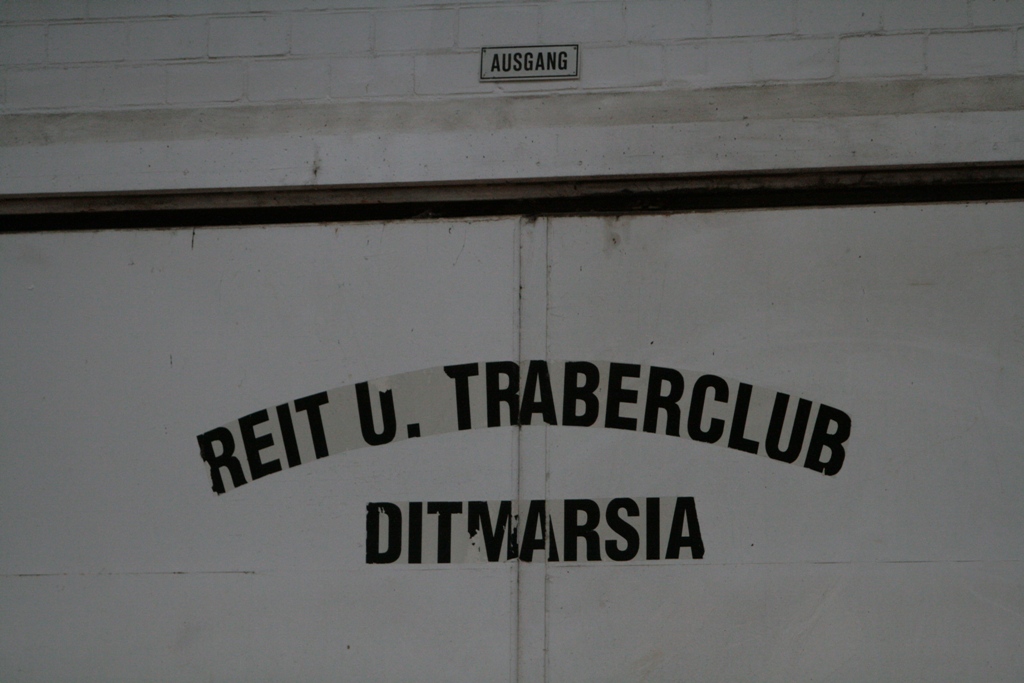 AUSGANG
REIT U. TRABERCLUB
DITMARSIA